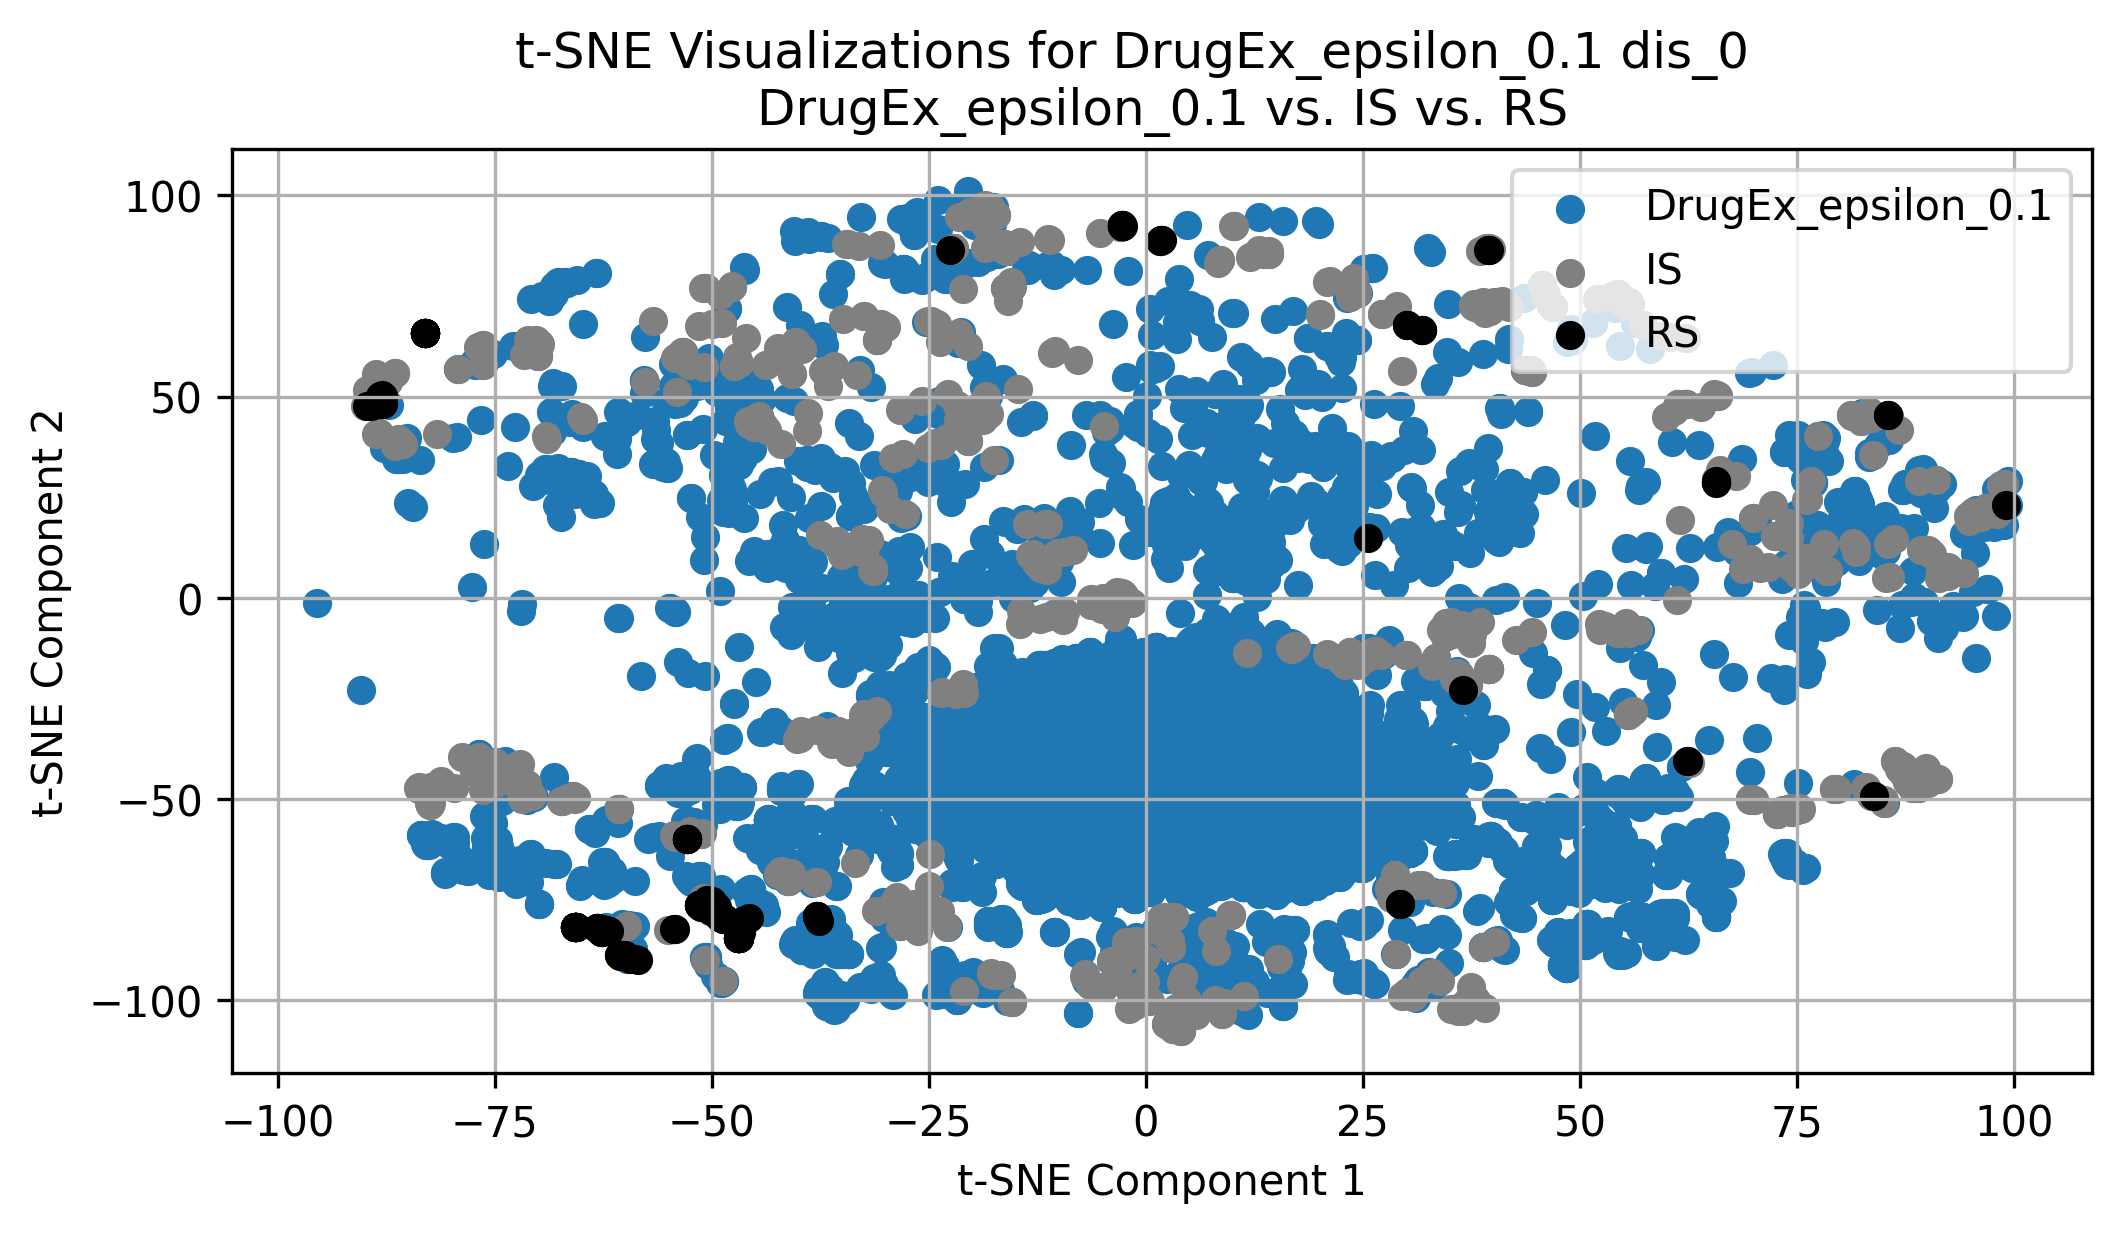 t-SNE Visualizations for DrugEx_epsilon_0.1 dis_0
DrugEx_epsilon_0.1 vs. IS vs. RS
DrugEx_epsilon_0.1
IS
RS
t-SNE Component 2
100
50
0
−50
−100
−100 −75 −50 −25 0 25 50 75 100
t-SNE Component 1